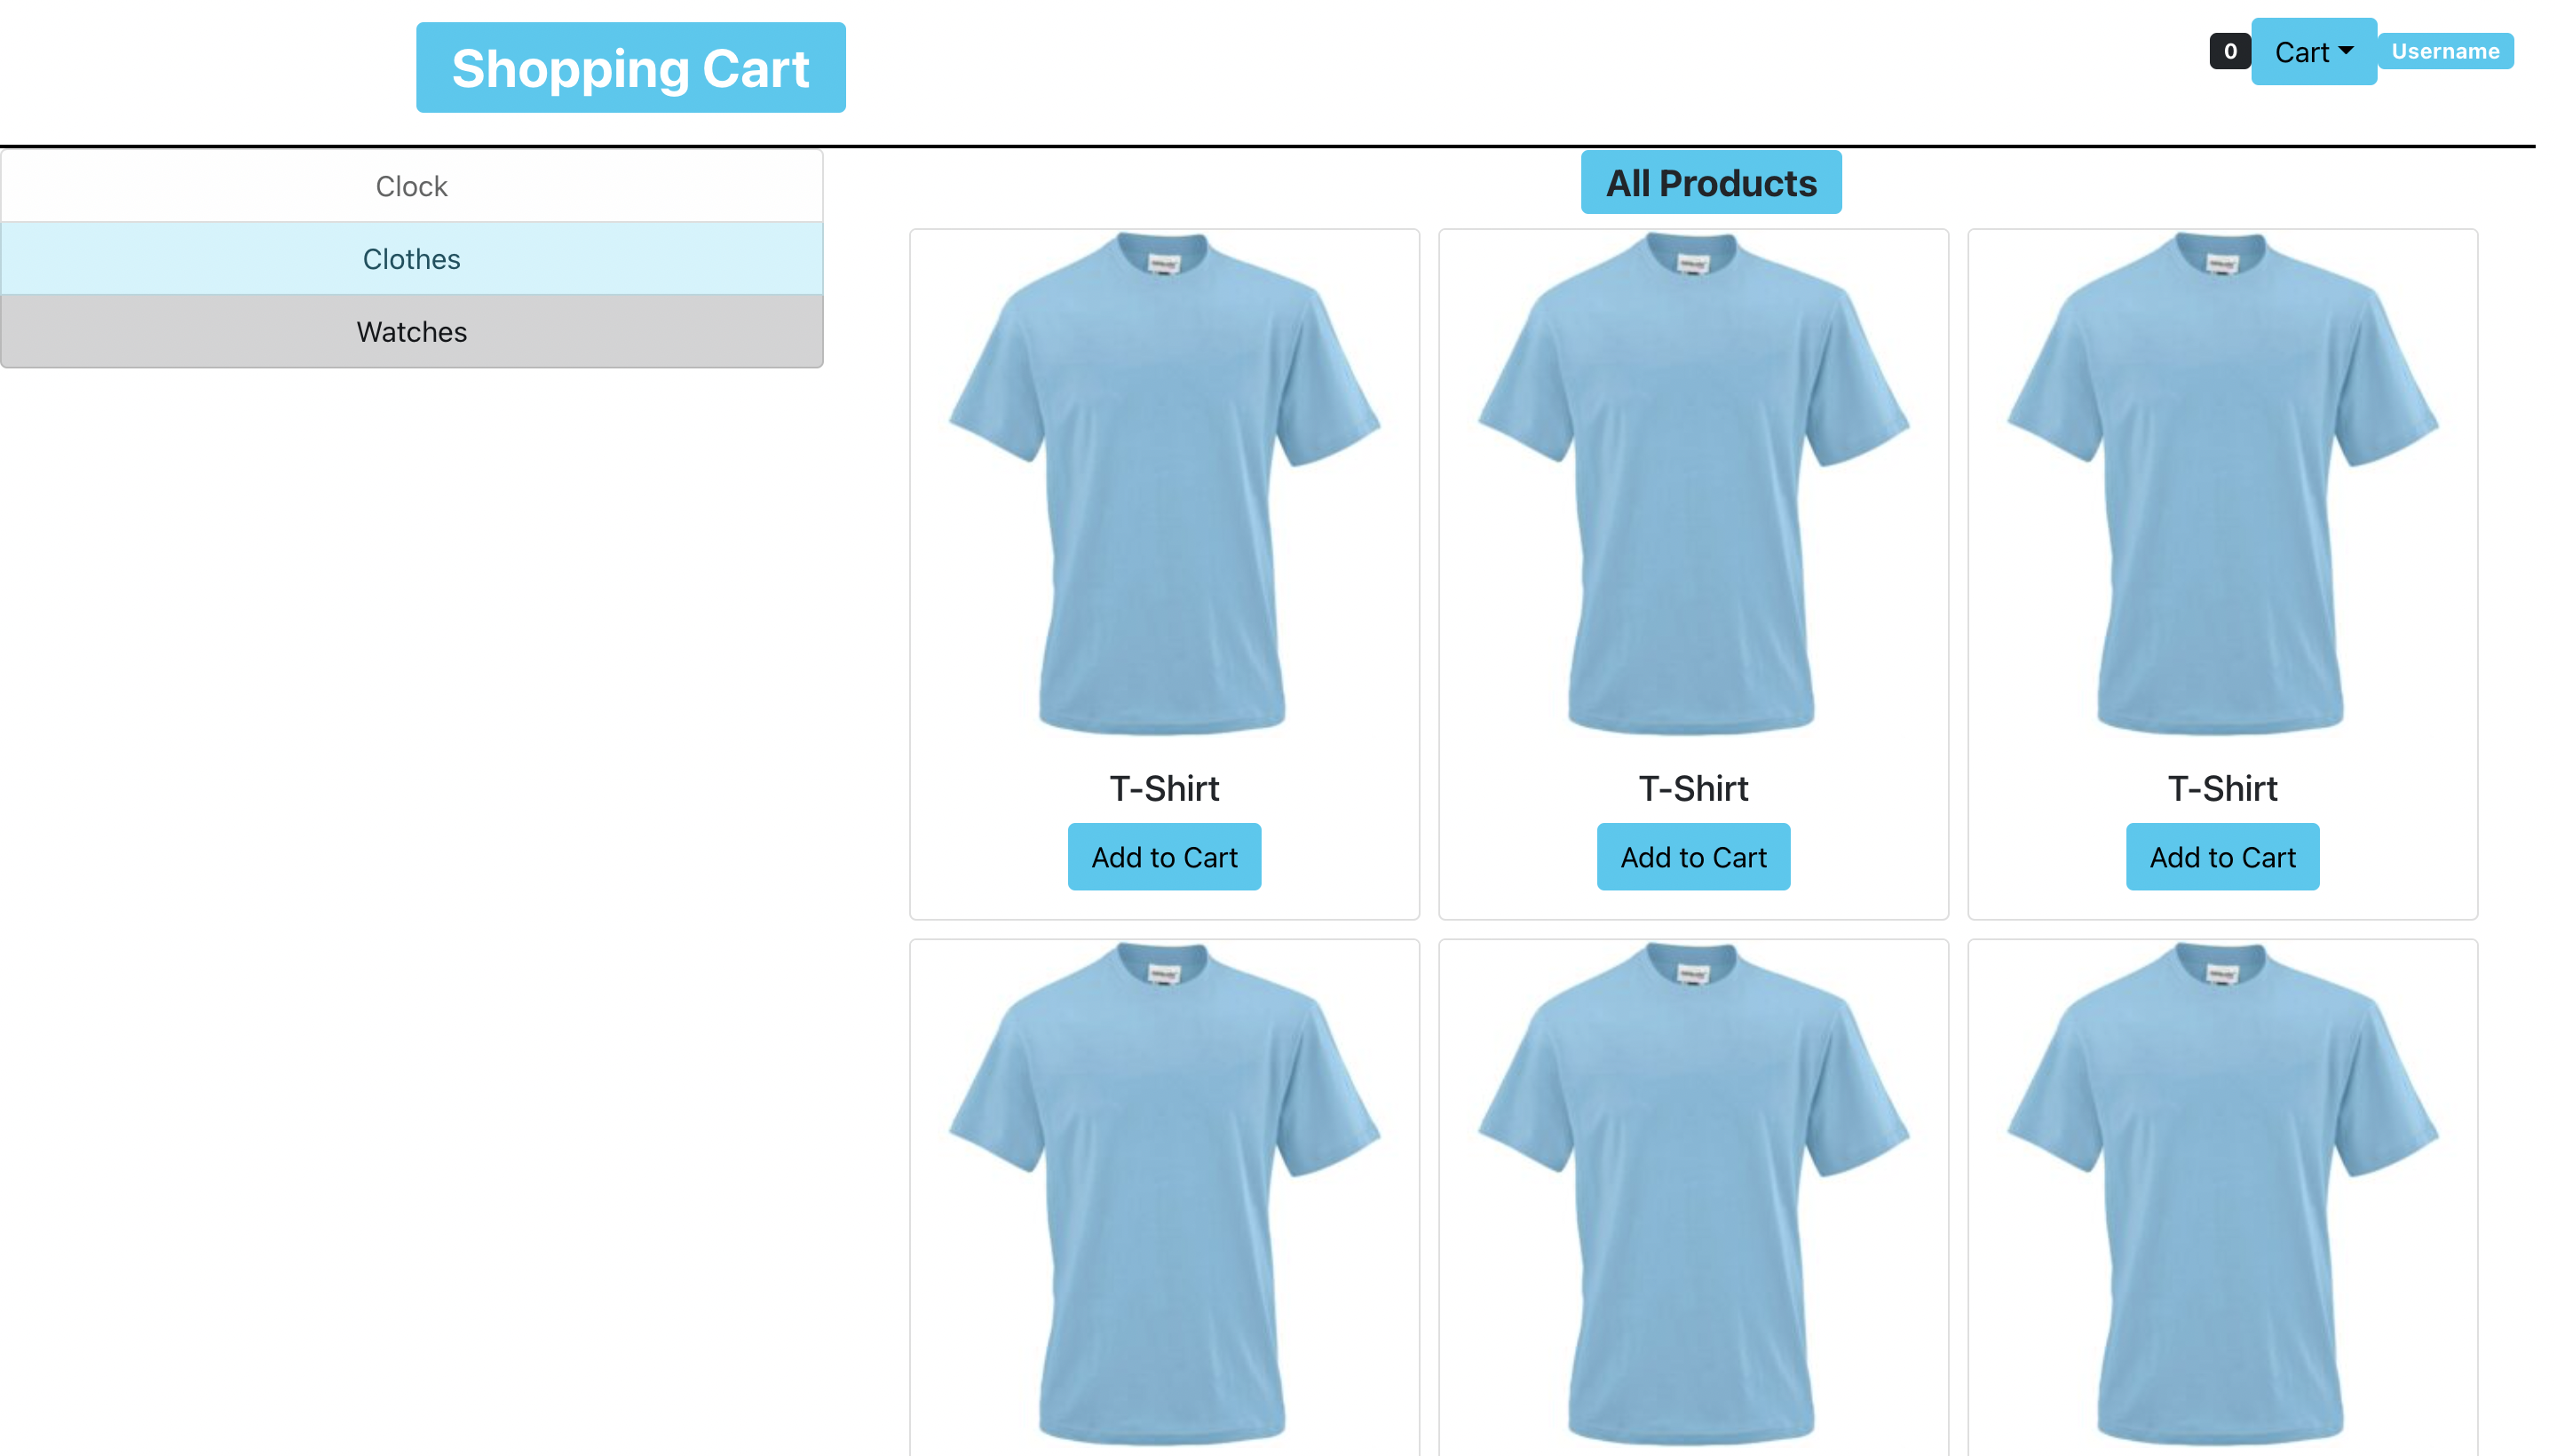 Shopping Cart
0
Cart
Username
Clock
Clothes
Watches
All Products
T-Shirt
T-Shirt
T-Shirt
Add to Cart
Add to Cart
Add to Cart